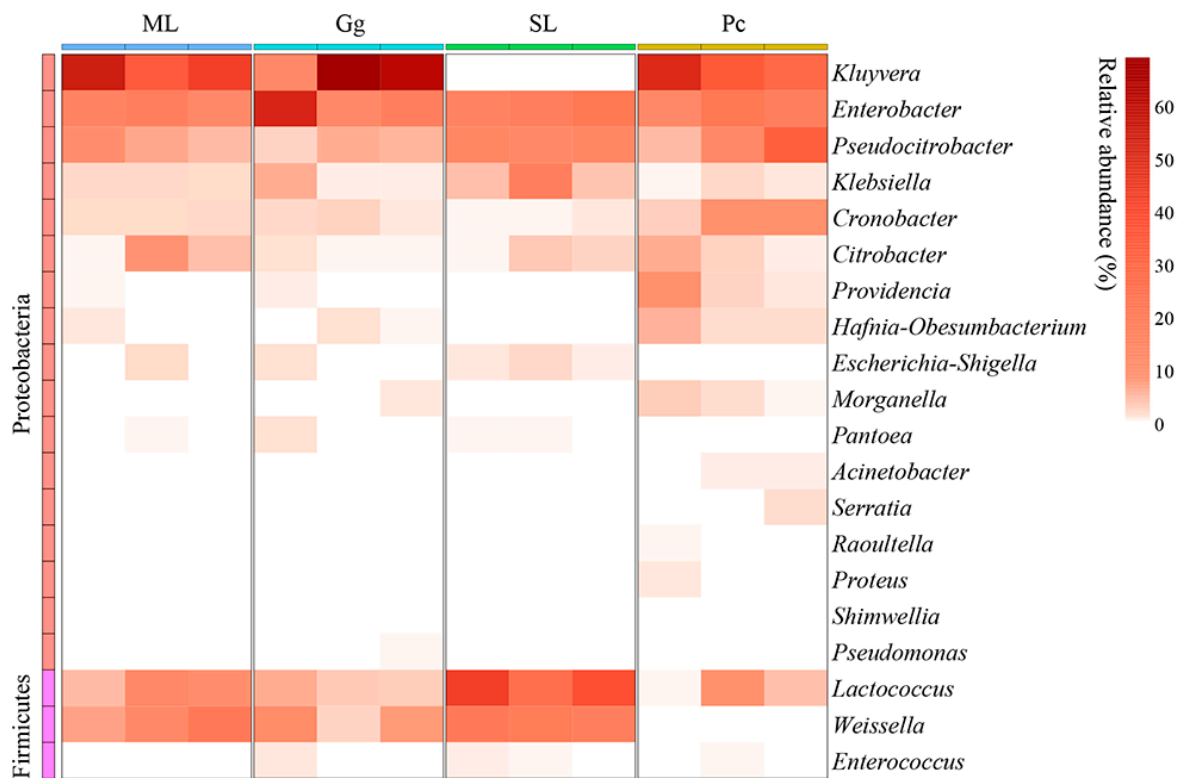 ML Gg SL Pc
Kluyvera
Enterobacter
Pseudocitrobacter
Klebsiella
Cronobacter
Citrobacter
Providencia
Hafnia-Obesumbacterium
Escherichia-Shigella
Morganella
Pantoea
Acinetobacter
Serratia
Raoultella
Proteus
Shimwellia
Pseudomonas
Lactococcus
Weissella
Enterococcus
Proteobacteria
Firmicutes
Relative abundance (%)
60
50
40
30
20
10
0